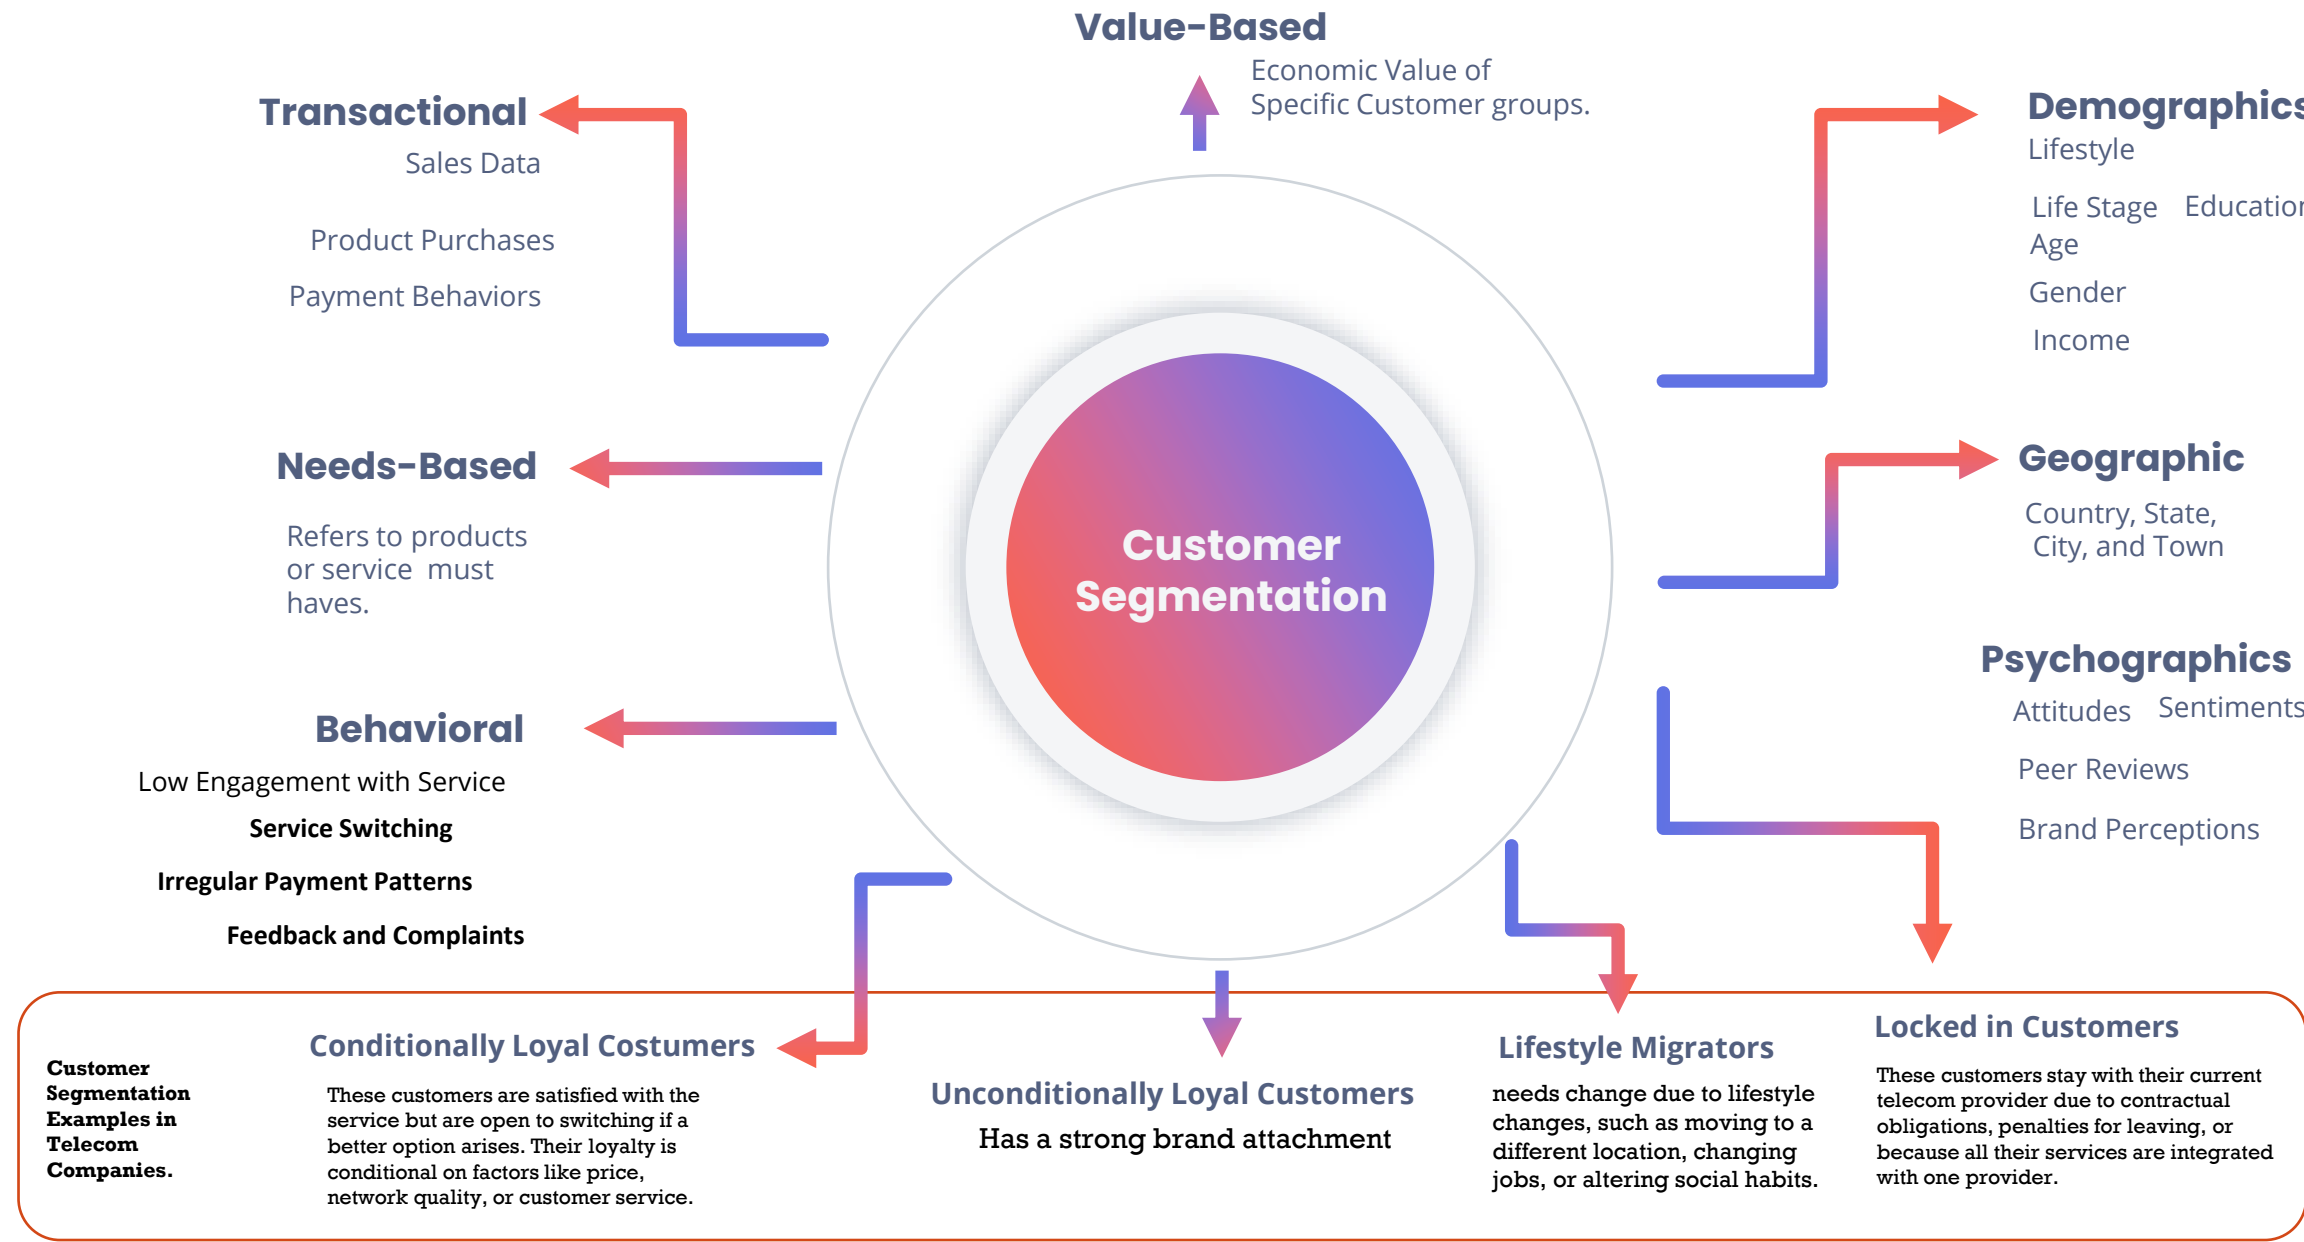 Value-Based
Economic Value of
Specific Customer groups.
Transactional
Sales Data
Product Purchases
Payment Behaviors
Demographics
Lifestyle
Life Stage Education
Age
Gender
Income
Needs-Based
Refers to products
or service must
haves.
Geographic
Country, State,
City, and Town
Customer
Segmentation
Behavioral
Low Engagement with Service
Service Switching
Irregular Payment Patterns
Feedback and Complaints
Psychographics
Attitudes Sentiments
Peer Reviews
Brand Perceptions
Customer
Segmentation
Examples in
Telecom
Companies.
Conditionally Loyal Costumers
These customers are satisfied with the
service but are open to switching if a
better option arises. Their loyalty is
conditional on factors like price,
network quality, or customer service.
Unconditionally Loyal Customers
Has a strong brand attachment
Lifestyle Migrators
needs change due to lifestyle
changes, such as moving to a
different location, changing
jobs, or altering social habits.
Locked in Customers
These customers stay with their current
telecom provider due to contractual
obligations, penalties for leaving, or
because all their services are integrated
with one provider.